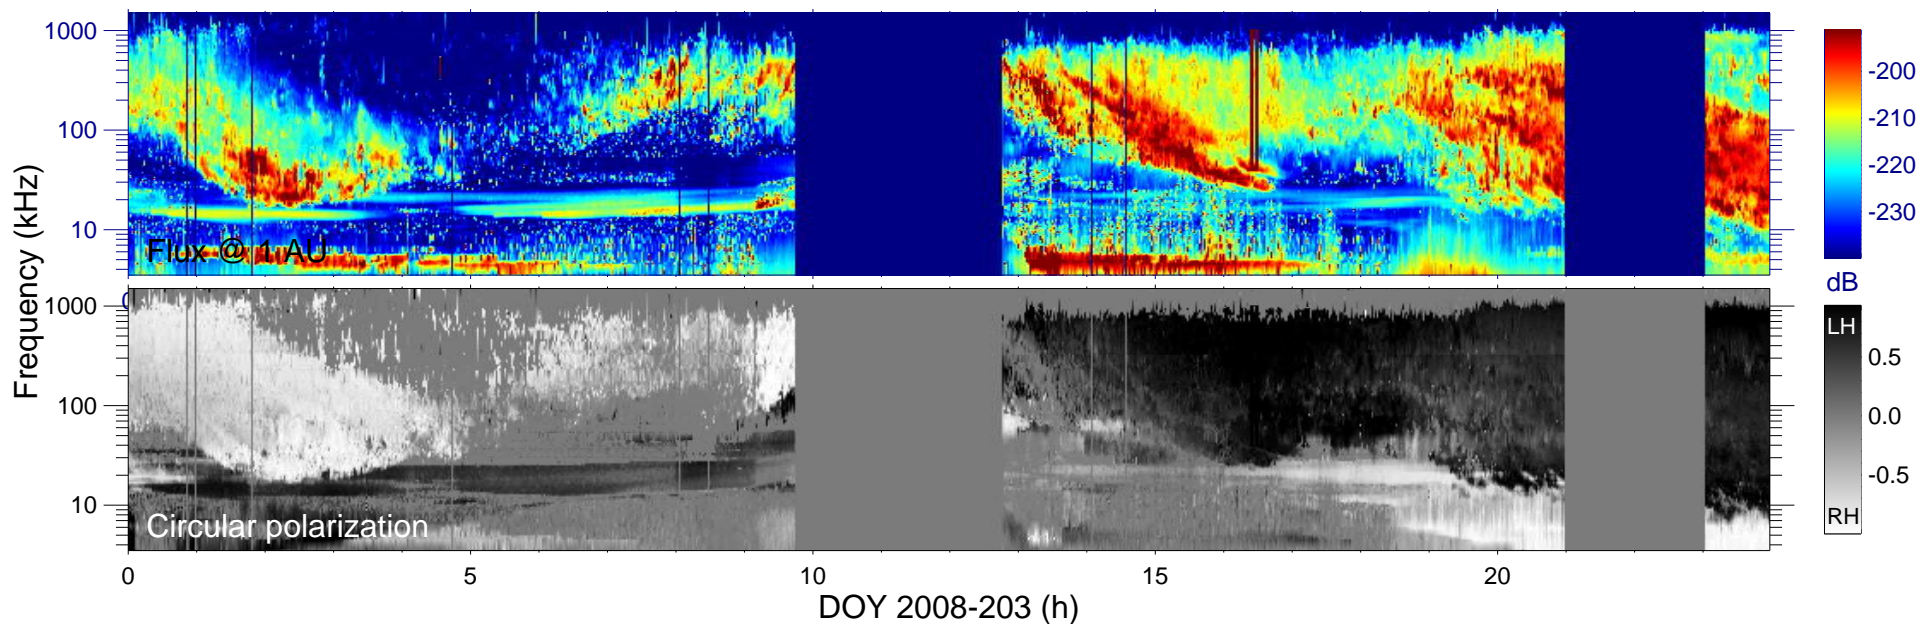 1000
100
10
Flux @ 1 AU
-200
-210
-220
-230
dB
0
Frequency (kHz)
1000
100
10
Circular polarization
LH
0.5
0.0
-0.5
RH
0
5
10
15
20
DOY 2008-203 (h)